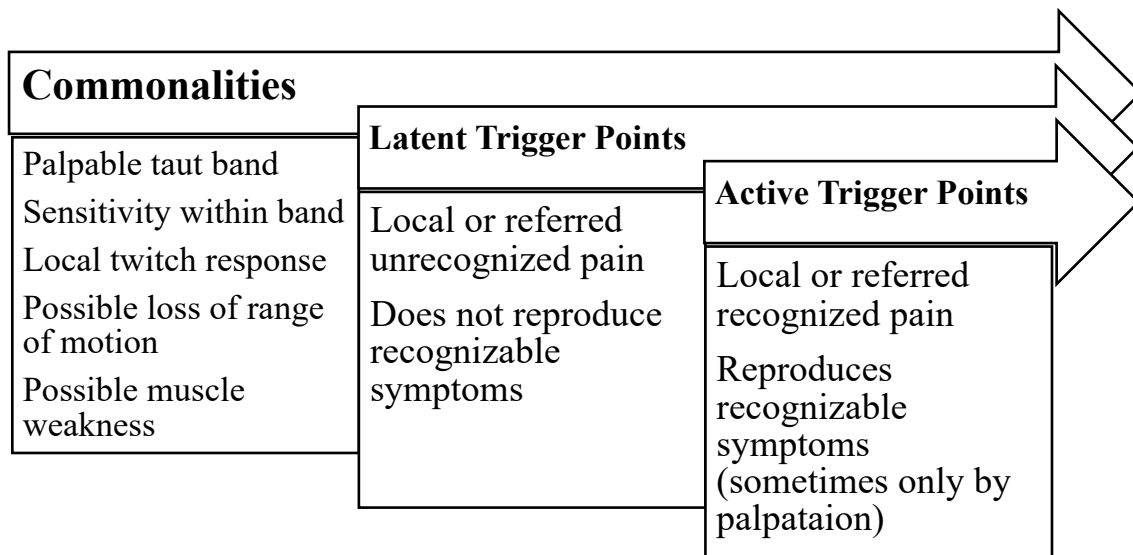 Commonalities
Palpable taut band
Sensitivity within band
Local twitch response
Possible loss of range
of motion
Possible muscle
weakness
Latent Trigger Points
Local or referred
unrecognized pain
Does not reproduce
recognizable
symptoms
Active Trigger Points
Local or referred
recognized pain
Reproduces
recognizable
symptoms
(sometimes only by
palpataion)